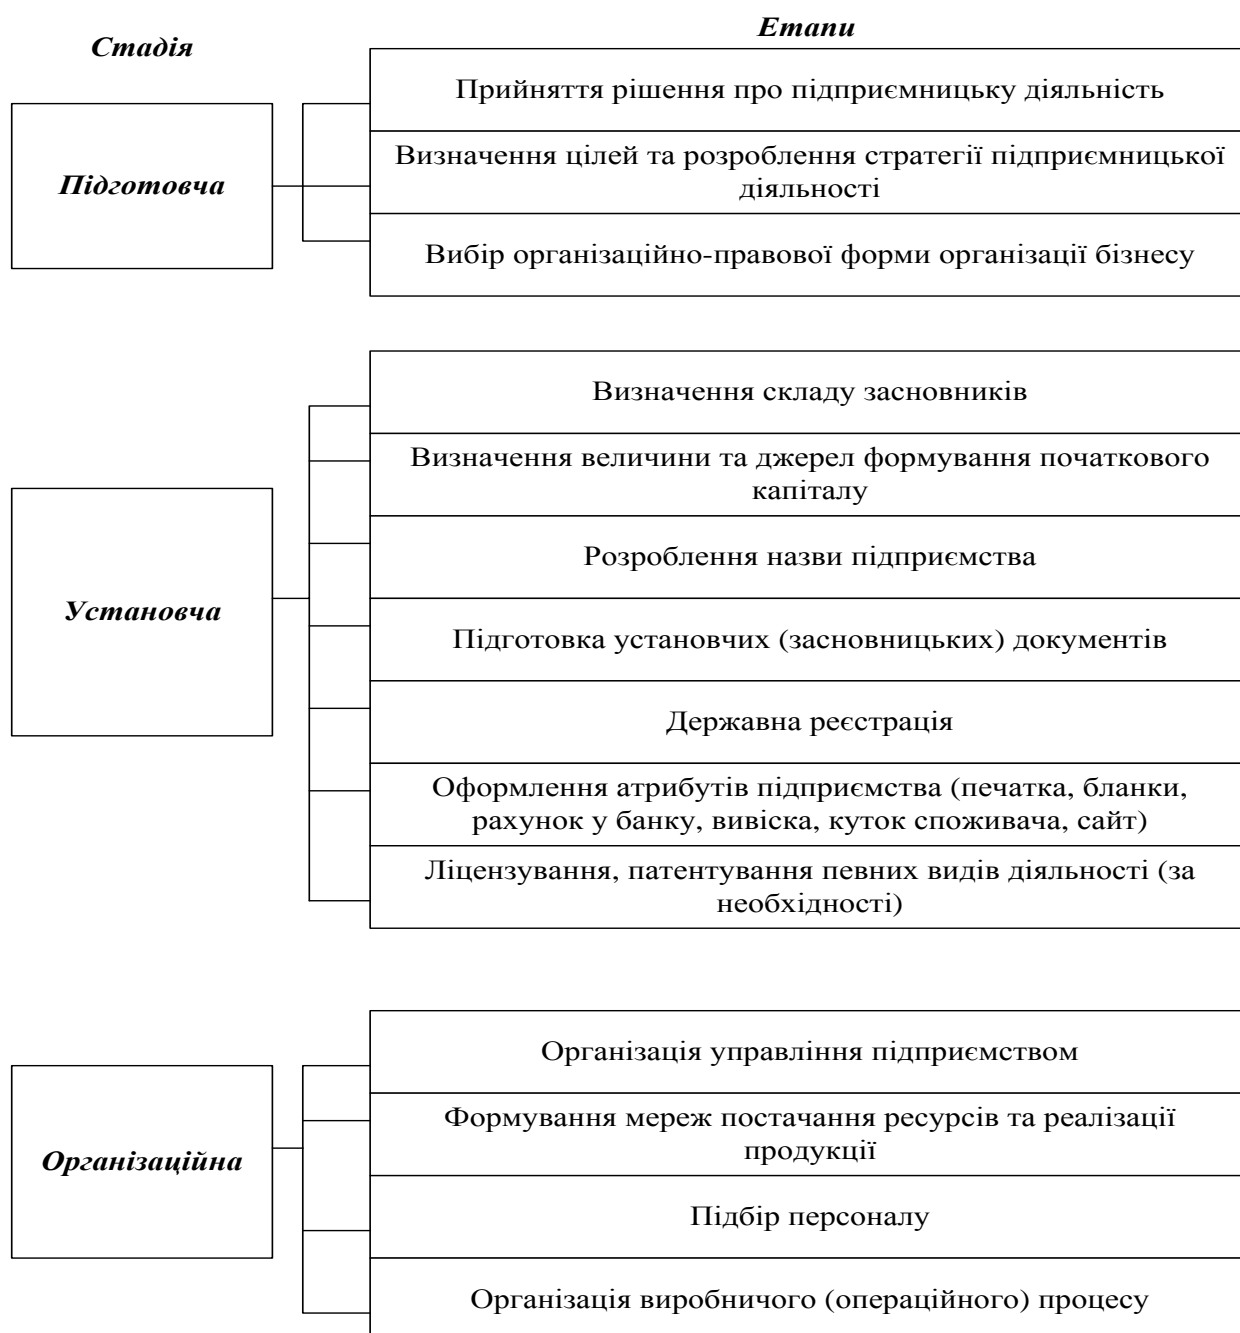 Стадія
Етапи
Підготовча
Прийняття рішення про підприємницьку діяльність
Визначення цілей та розроблення стратегії підприємницької
діяльності
Вибір організаційно-правової форми організації бізнесу
Установча
Визначення складу засновників
Визначення величини та джерел формування початкового
капіталу
Розроблення назви підприємства
Підготовка установчих (засновницьких) документів
Державна реєстрація
Оформлення атрибутів підприємства (печатка, бланки,
рахунок у банку, вивіска, куток споживача, сайт)
Ліцензування, патентування певних видів діяльності (за
необхідності)
Організаційна
Організація управління підприємством
Формування мереж постачання ресурсів та реалізації
продукції
Підбір персоналу
Організація виробничого (операційного) процесу